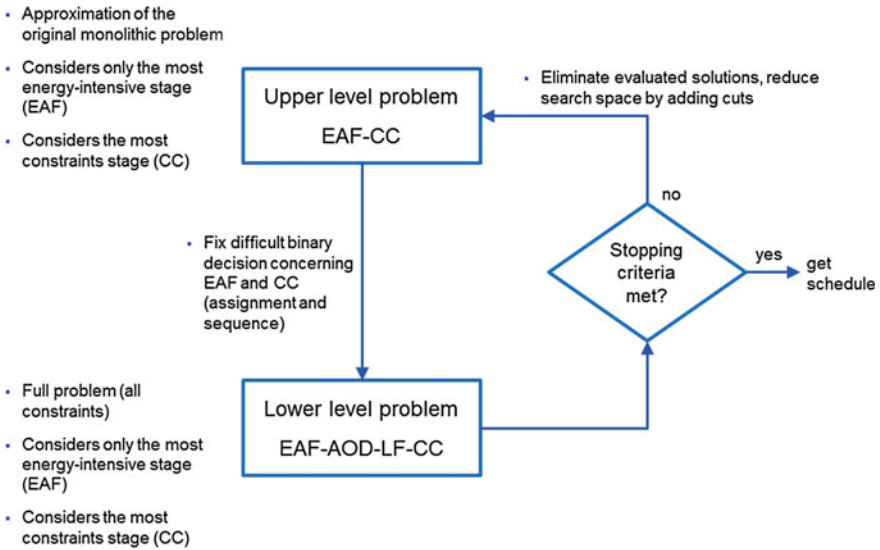 • Approximation of the
original monolithic problem
• Considers only the most
energy-intensive stage
(EAF)
• Considers the most
constraints stage (CC)
Upper level problem
EAF-CC
• Eliminate evaluated solutions, reduce
search space by adding cuts
no
Stopping
criteria
met?
yes
get
schedule
• Fix difficult binary
decision concerning
EAF and CC
(assignment and
sequence)
• Full problem (all
constraints)
• Considers only the most
energy-intensive stage
(EAF)
• Considers the most
constraints stage (CC)
Lower level problem
EAF-AOD-LF-CC